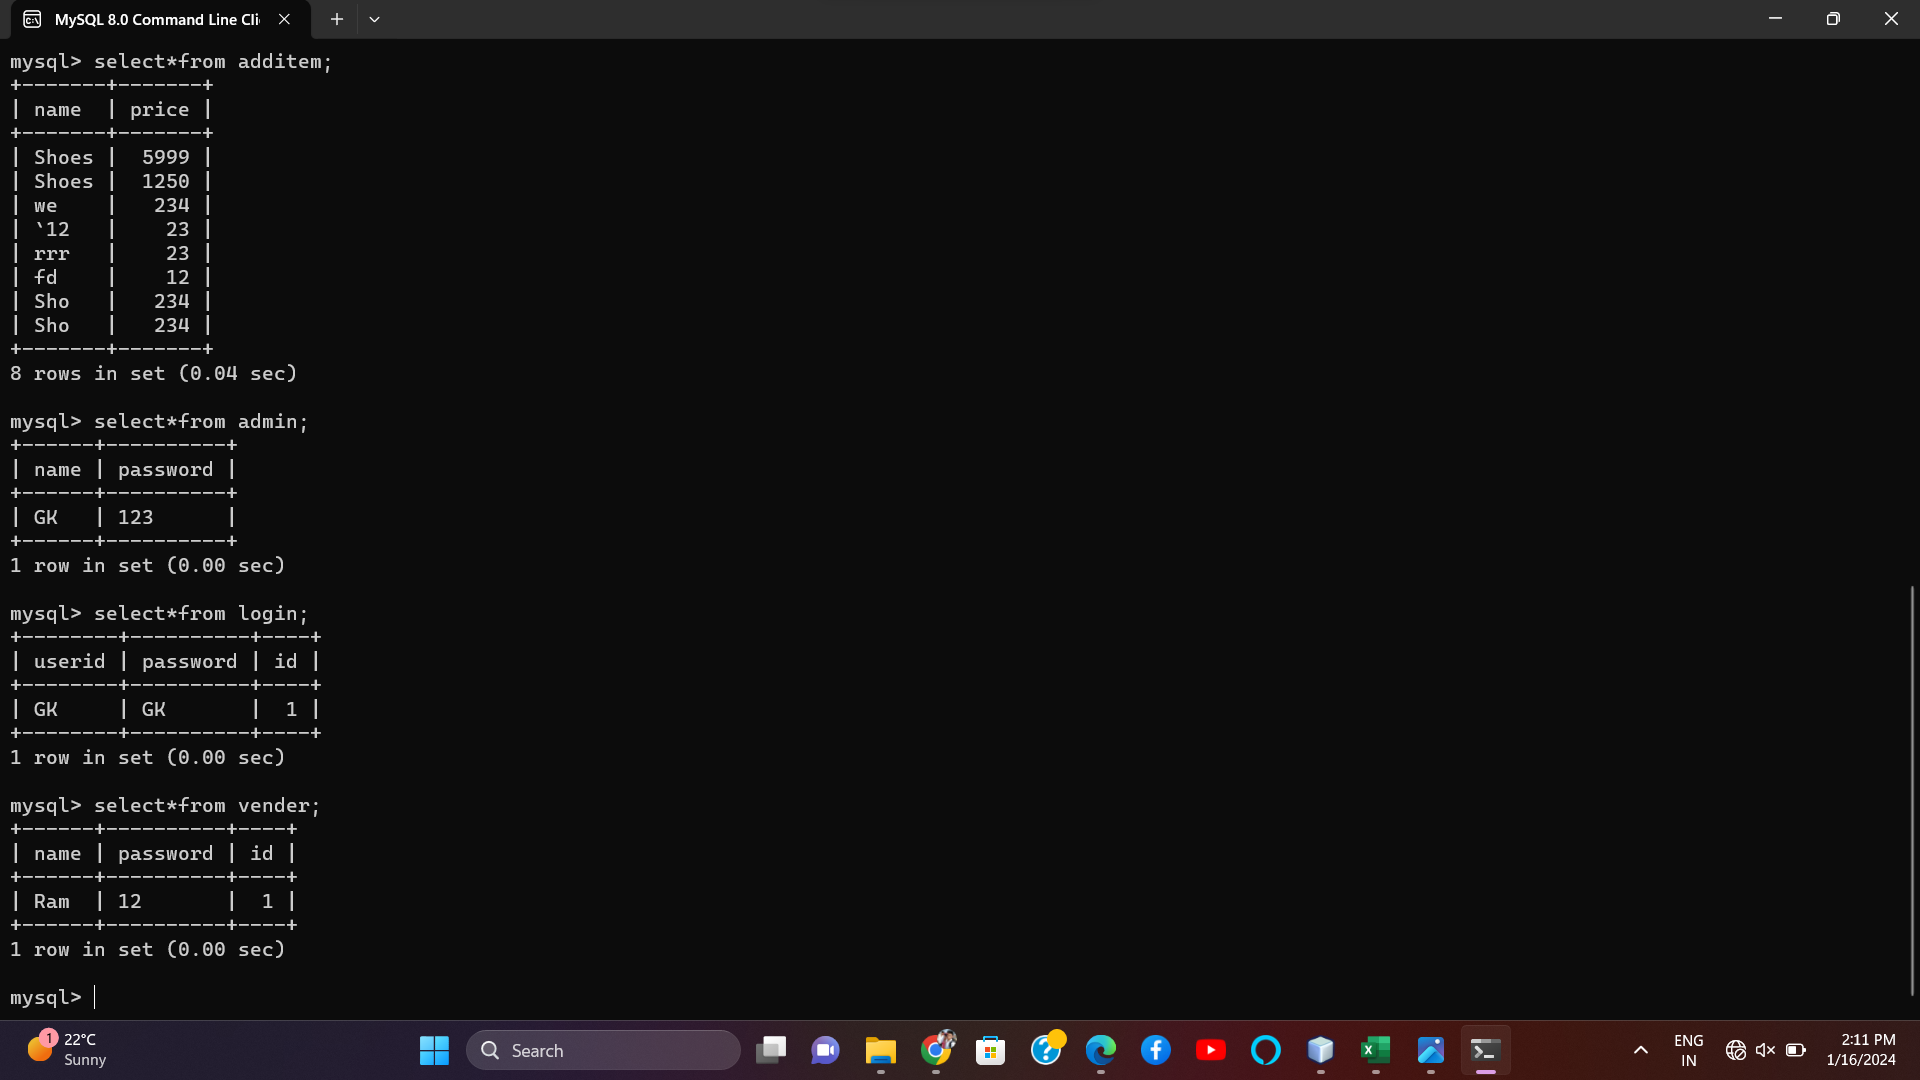 MySQL 8.0 Command Line Cli
mysql> select*from additem;
+-------+-------+
| name  | price |
+-------+-------+
| Shoes |  5999 |
| Shoes |  1250 |
| we    |   234 |
| `12   |    23 |
| rrr   |    23 |
| fd    |    12 |
| Sho   |   234 |
| Sho   |   234 |
+-------+-------+
8 rows in set (0.04 sec)
mysql> select*from admin;
+------+----------+
| name | password |
+------+----------+
| GK   | 123      |
+------+----------+
1 row in set (0.00 sec)
mysql> select*from login;
+--------+----------+----+
| userid | password | id |
+--------+----------+----+
| GK     | GK       |  1 |
+--------+----------+----+
1 row in set (0.00 sec)
mysql> select*from vender;
+------+----------+----+
| name | password | id |
+------+----------+----+
| Ram  | 12       |  1 |
+------+----------+----+
1 row in set (0.00 sec)
mysql>
1
22°C
Sunny
Search
ENG
IN
2:11 PM
1/16/2024